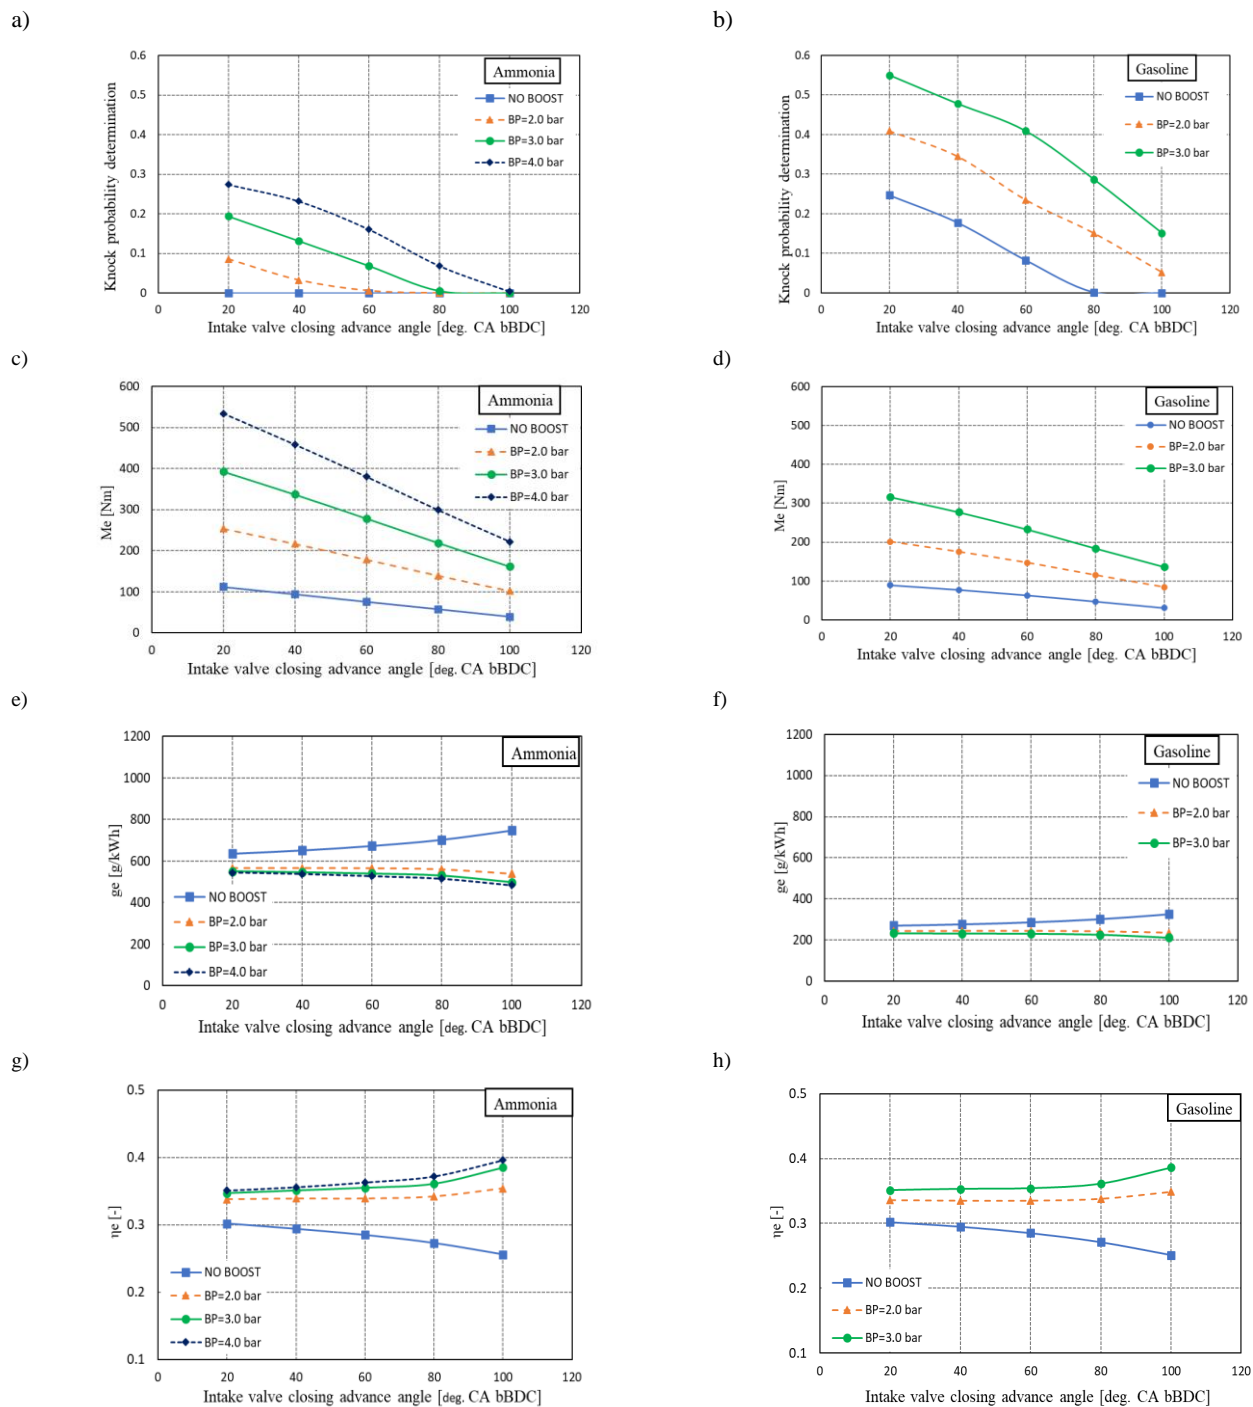 a)
b)
Knock probability determination
0.6
0.5
0.4
0.3
0.2
0.1
0
Ammonia
NO BOOST
BP=2.0 bar
BP=3.0 bar
BP=4.0 bar
0 20 40 60 80 100 120
Intake valve closing advance angle [deg. CA bBDC]
Knock probability determination
0.6
0.5
0.4
0.3
0.2
0.1
0
Gasoline
NO BOOST
BP=2.0 bar
BP=3.0 bar
0 20 40 60 80 100 120
Intake valve closing advance angle [deg. CA bBDC]
c)
d)
Me [Nm]
600
500
400
300
200
100
0
Ammonia
NO BOOST
BP=2.0 bar
BP=3.0 bar
BP=4.0 bar
0 20 40 60 80 100 120
Intake valve closing advance angle [deg. CA bBDC]
Me [Nm]
600
500
400
300
200
100
0
Gasoline
NO BOOST
BP=2.0 bar
BP=3.0 bar
0 20 40 60 80 100 120
Intake valve closing advance angle [deg. CA bBDC]
e)
f)
ge [g/kWh]
1200
1000
800
600
400
200
0
Ammonia
NO BOOST
BP=2.0 bar
BP=3.0 bar
BP=4.0 bar
0 20 40 60 80 100 120
Intake valve closing advance angle [deg. CA bBDC]
ge [g/kWh]
1200
1000
800
600
400
200
0
Gasoline
NO BOOST
BP=2.0 bar
BP=3.0 bar
0 20 40 60 80 100 120
Intake valve closing advance angle [deg. CA bBDC]
g)
h)
ηe [-]
0.5
0.4
0.3
0.2
0.1
Ammonia
NO BOOST
BP=2.0 bar
BP=3.0 bar
BP=4.0 bar
0 20 40 60 80 100 120
Intake valve closing advance angle [deg. CA bBDC]
ηe [-]
0.5
0.4
0.3
0.2
0.1
Gasoline
NO BOOST
BP=2.0 bar
BP=3.0 bar
0 20 40 60 80 100 120
Intake valve closing advance angle [deg. CA bBDC]